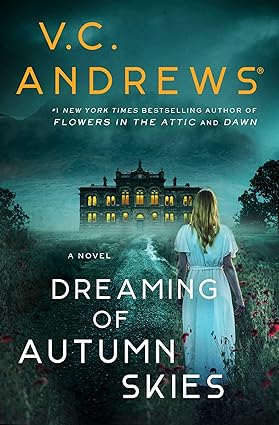 V.C.
ANDREWS®
#1 NEW YORK TIMES BESTSELLING AUTHOR OF
FLOWERS IN THE ATTIC AND DAWN
A NOVEL
DREAMING
OF
AUTUMN
SKIES